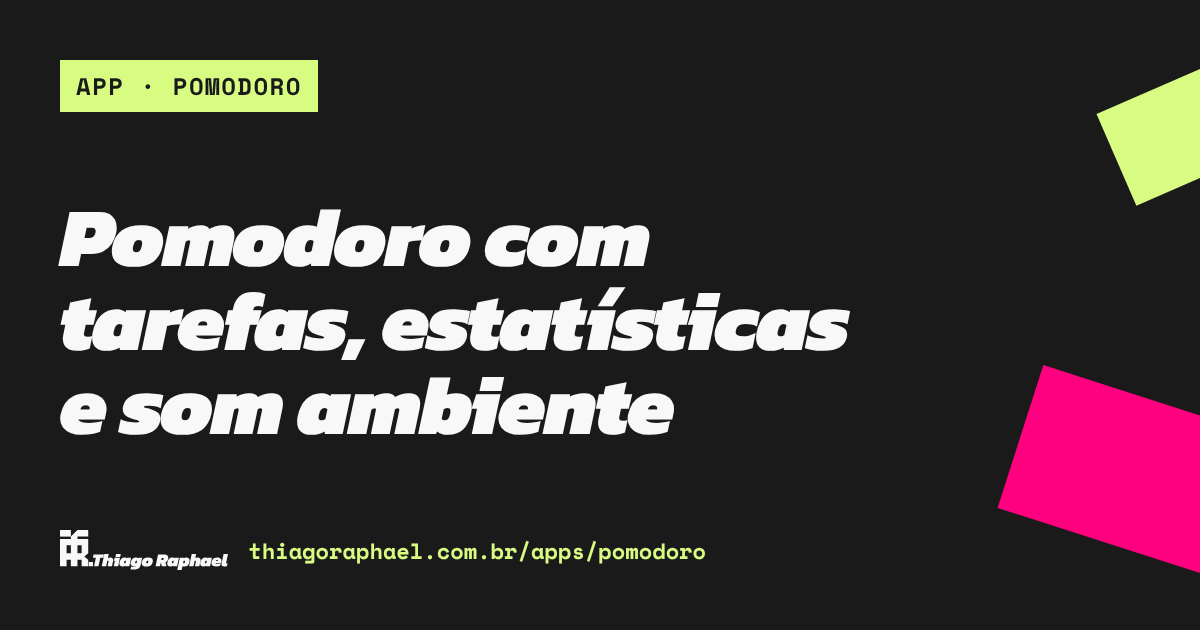 APP · POMODORO
Pomodoro com
tarefas, estatísticas
e som ambiente
Thiago Raphael
thiagoraphael.com.br/apps/pomodoro